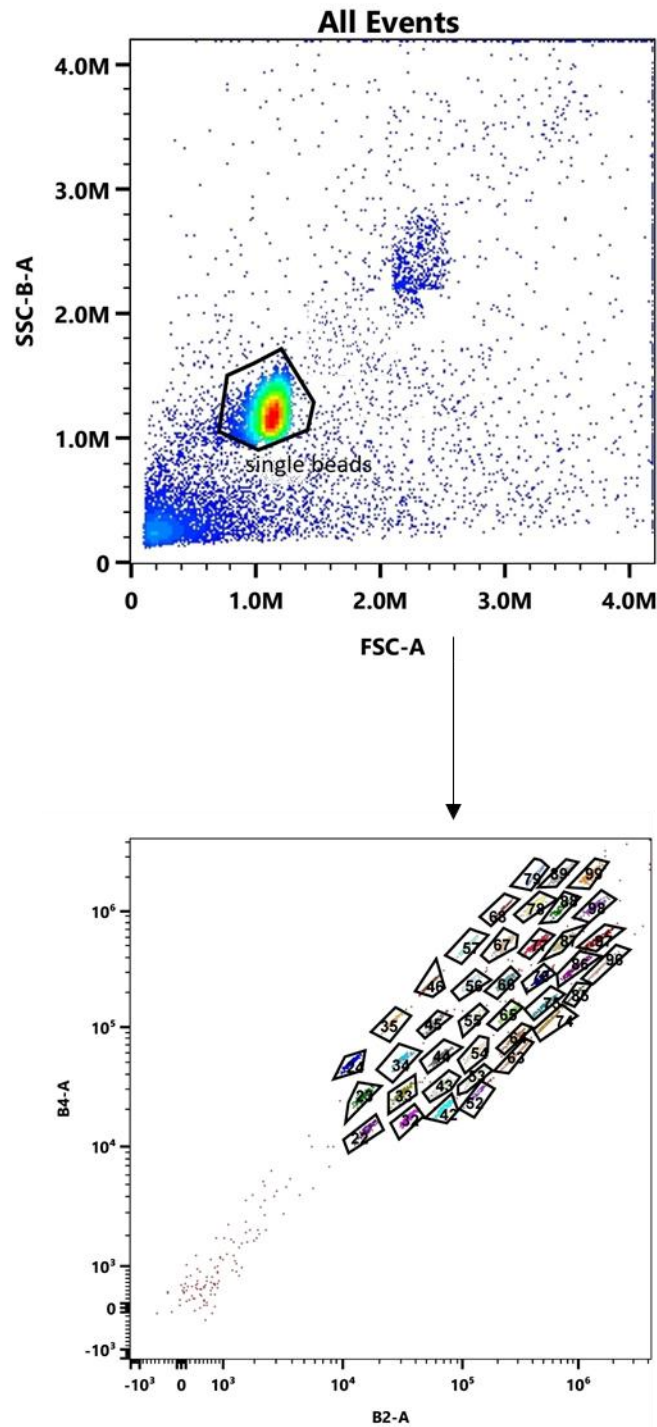 All Events
4.0M
3.0M
2.0M
1.0M
0
SSC-B-A
single beads
0 1.0M 2.0M 3.0M 4.0M
FSC-A
79 89 99
68 78 88 98
57 67 77 87 97
46 56 66 76 86 96
35 45 55 65 75 85
24 34 44 54 64 74
23 33 43 53 63
22 32 42 52
10⁶
10⁵
10⁴
10³
0
-10³
B4-A
-10³ 0 10³ 10⁴ 10⁵ 10⁶
B2-A